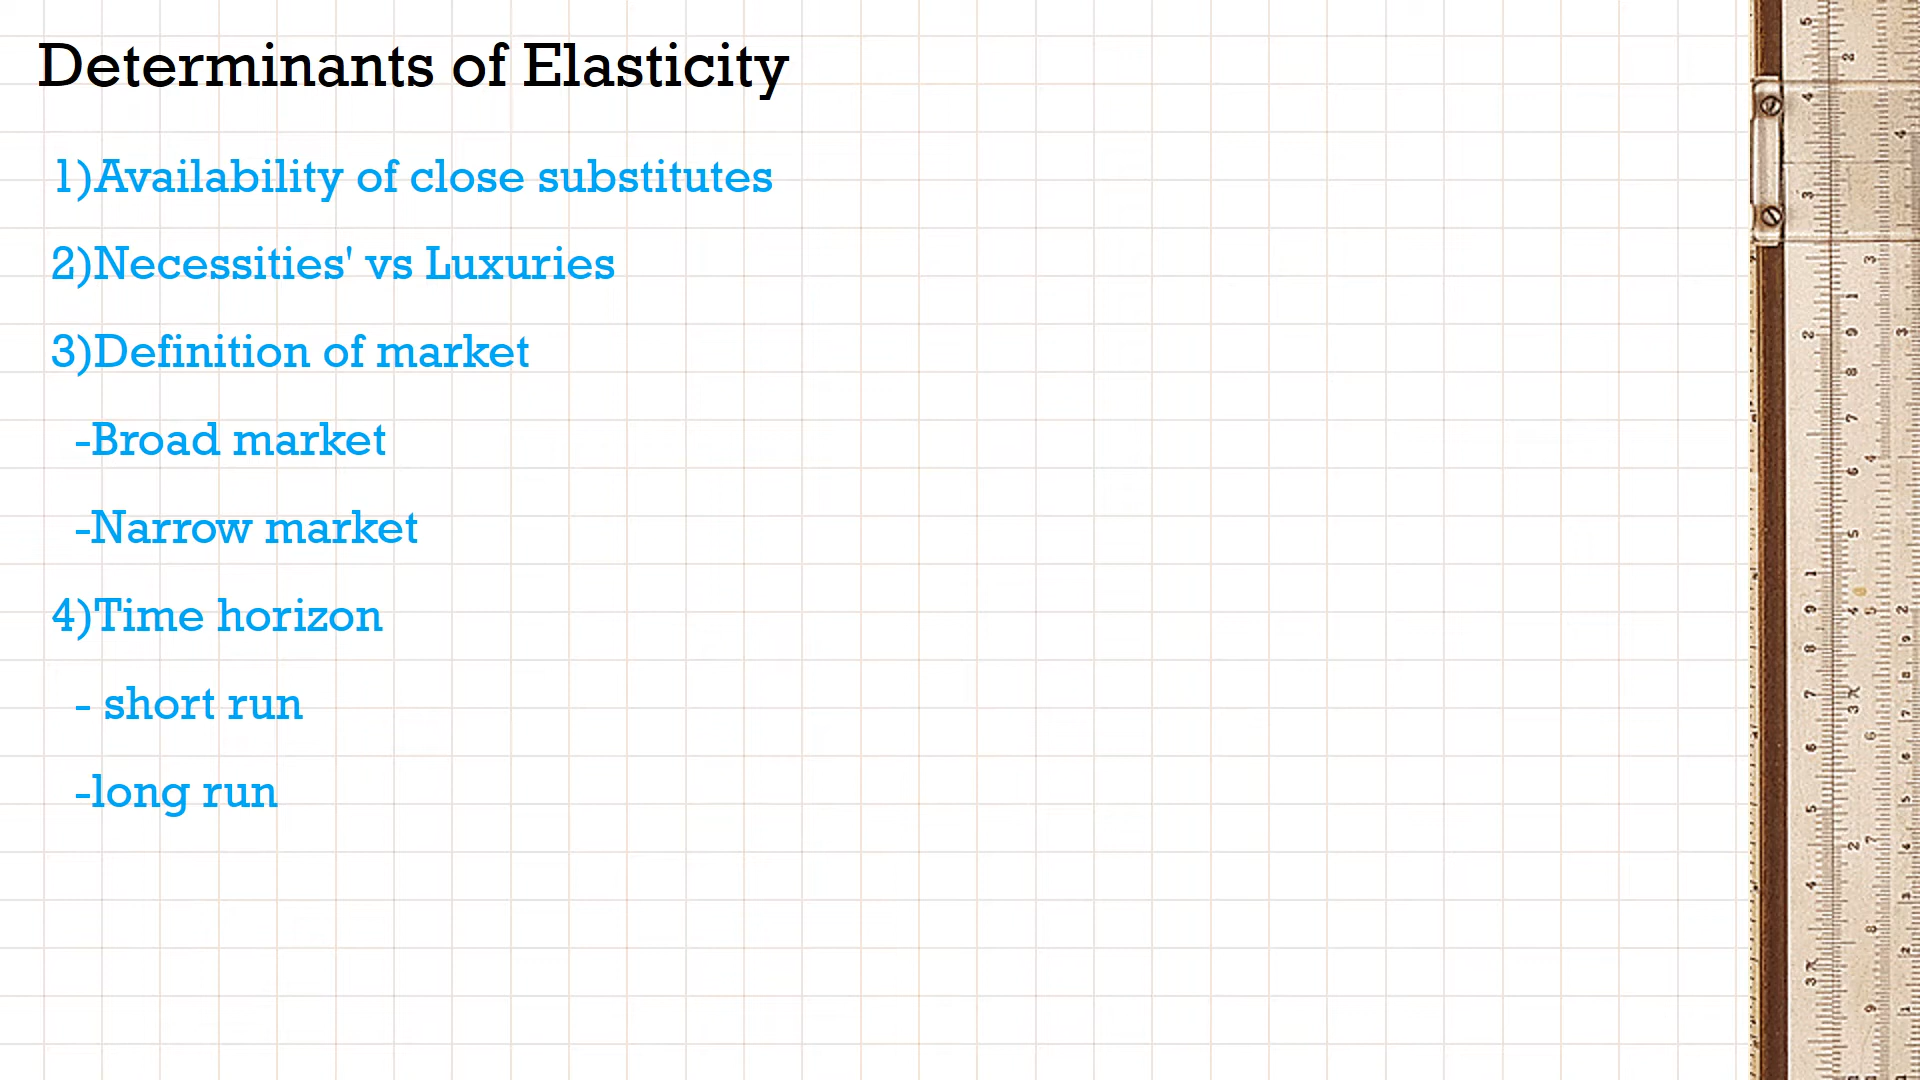 Determinants of Elasticity
1)Availability of close substitutes
2)Necessities' vs Luxuries
3)Definition of market
-Broad market
-Narrow market
4)Time horizon
- short run
-long run